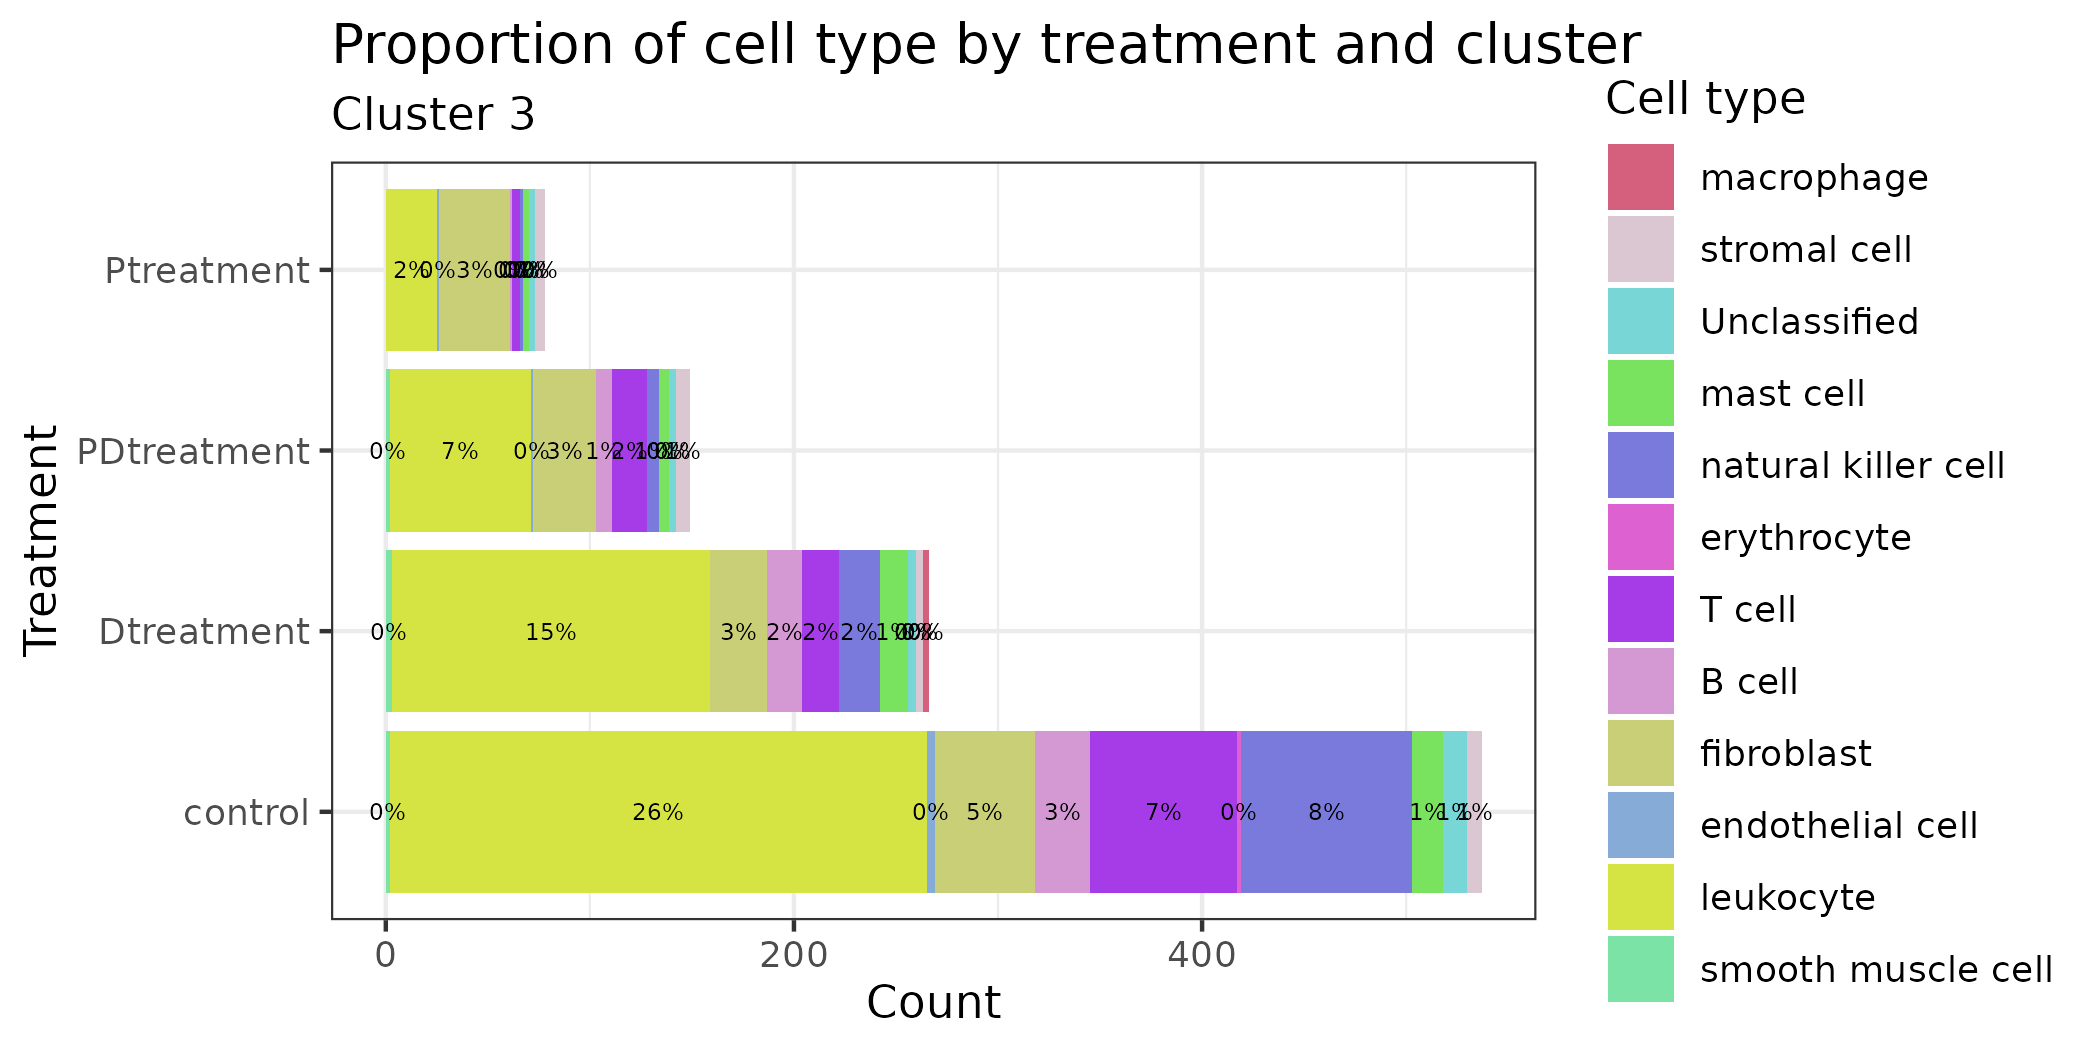 Proportion of cell type by treatment and cluster
Cluster 3
Cell type
macrophage
stromal cell
Unclassified
mast cell
natural killer cell
erythrocyte
T cell
B cell
fibroblast
endothelial cell
leukocyte
smooth muscle cell
Treatment
Ptreatment
2% 0% 3%
PDtreatment
0% 7% 0% 3% 1% 2%
Dtreatment
0% 15% 3% 2% 2% 2% 1%
control
0% 26% 0% 5% 3% 7% 0% 8% 1% 1% 1%
0 200 400
Count